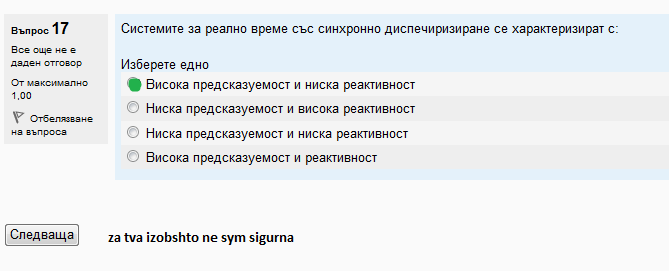 Въпрос 17
Все още не е
даден отговор
От максимално
1,00
Отбелязване
на въпроса
Системите за реално време със синхронно диспечиризиране се характеризират с:
Изберете едно
Висока предсказуемост и ниска реактивност
Ниска предсказуемост и висока реактивност
Ниска предсказуемост и ниска реактивност
Висока предсказуемост и реактивност
Следваща
za tva izobshto ne sym sigurna